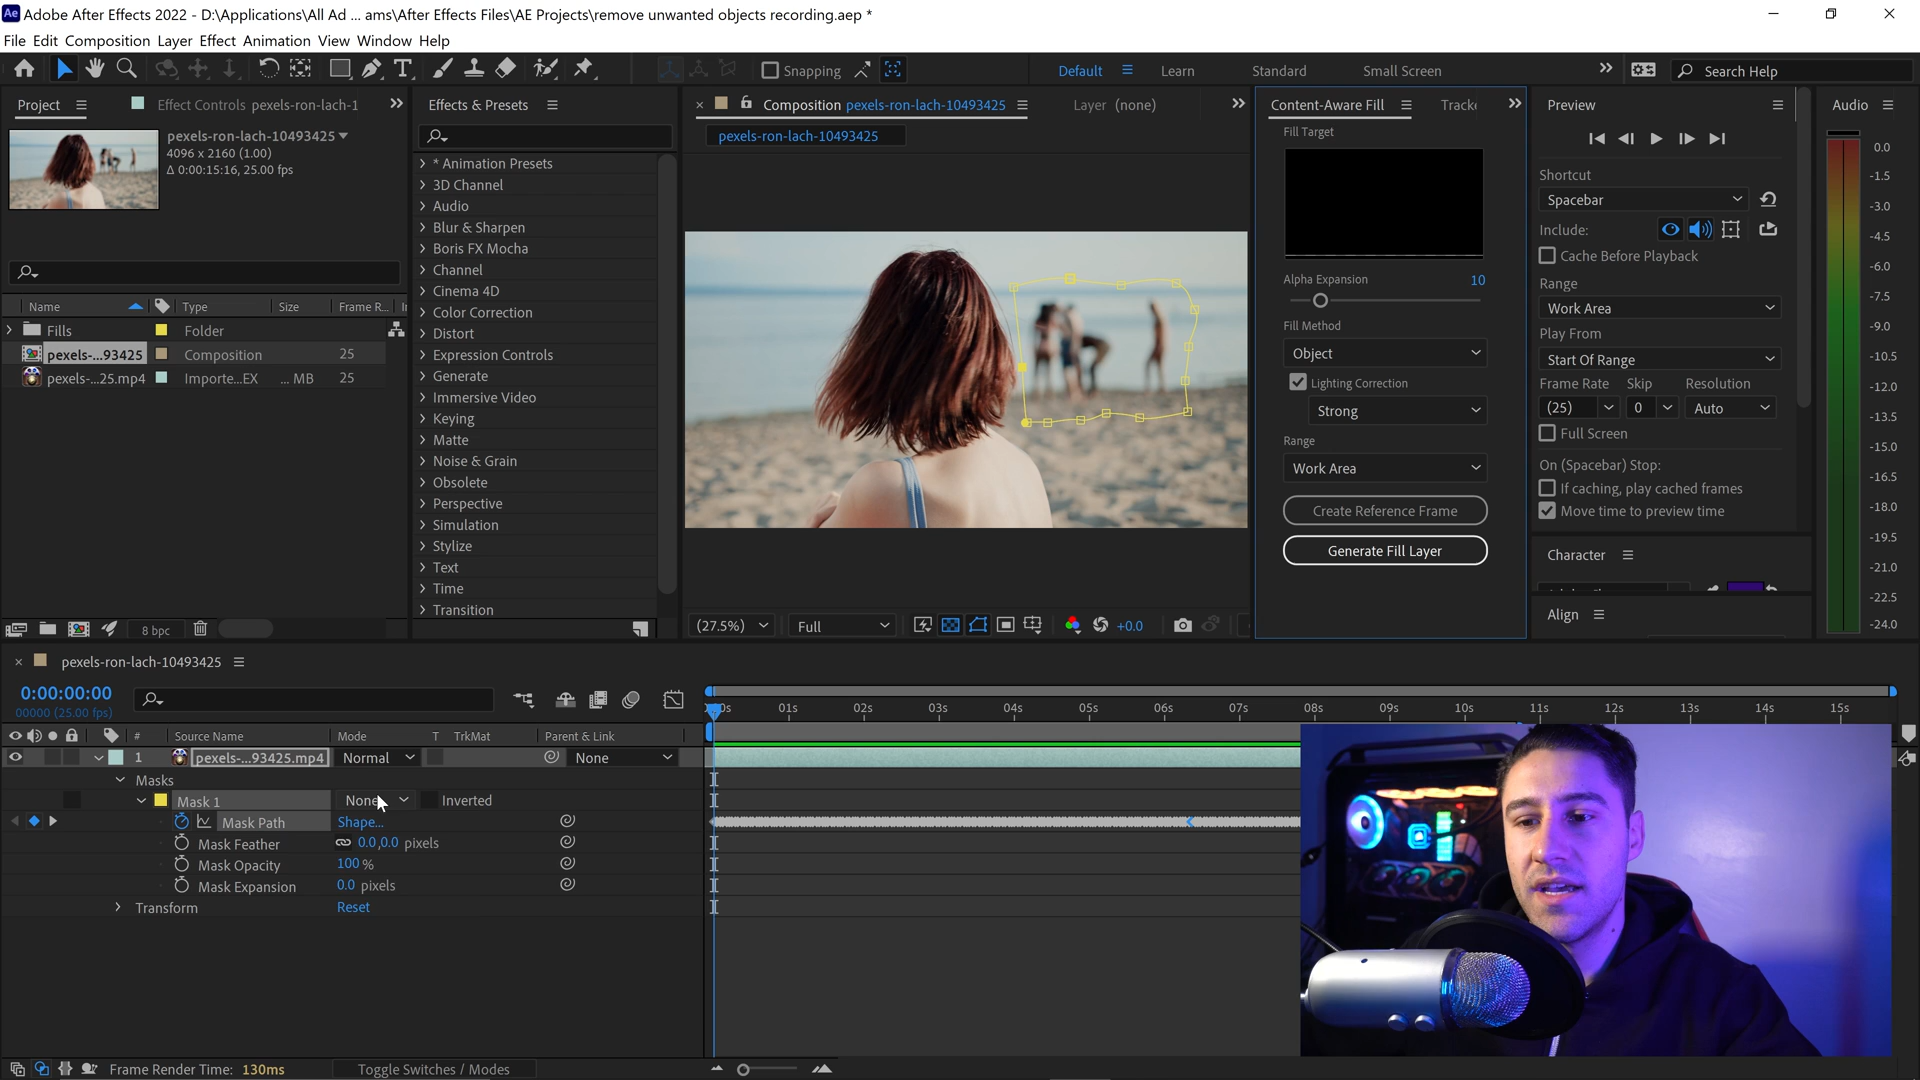 Adobe After Effects 2022 - D:\Applications\All Ad ... ams\After Effects Files\AE Projects\remove unwanted objects recording.aep *
File Edit Composition Layer Effect Animation View Window Help
Snapping
Default
Learn
Standard
Small Screen
Search Help
Project
Effect Controls pexels-ron-lach-1
pexels-ron-lach-10493425
4096 x 2160 (1.00)
Δ 0:00:15:16, 25.00 fps
Name Type Size Frame R...
Fills Folder
pexels-...93425 Composition 25
pexels-...25.mp4 Importe...EX ... MB 25
8 bpc
Effects & Presets
* Animation Presets
3D Channel
Audio
Blur & Sharpen
Boris FX Mocha
Channel
Cinema 4D
Color Correction
Distort
Expression Controls
Generate
Immersive Video
Keying
Matte
Noise & Grain
Obsolete
Perspective
Simulation
Stylize
Text
Time
Transition
Composition pexels-ron-lach-10493425
Layer (none)
pexels-ron-lach-10493425
(27.5%)
Full
+0.0
Content-Aware Fill
Tracke
Fill Target
Alpha Expansion 10
Fill Method
Object
Lighting Correction
Strong
Range
Work Area
Create Reference Frame
Generate Fill Layer
Preview
Shortcut
Spacebar
Include:
Cache Before Playback
Range
Work Area
Play From
Start Of Range
Frame Rate Skip Resolution
(25) 0 Auto
Full Screen
On (Spacebar) Stop:
If caching, play cached frames
Move time to preview time
Character
Align
Audio
0.0
-1.5
-3.0
-4.5
-6.0
-7.5
-9.0
-10.5
-12.0
-13.5
-15.0
-16.5
-18.0
-19.5
-21.0
-22.5
-24.0
pexels-ron-lach-10493425
0:00:00:00
00000 (25.00 fps)
# Source Name Mode T TrkMat Parent & Link
01s 02s 03s 04s 05s 06s 07s 08s 09s 10s 11s 12s 13s 14s 15s
1 pexels-...93425.mp4 Normal None
Masks
Mask 1 None Inverted
Mask Path Shape...
Mask Feather 0.0,0.0 pixels
Mask Opacity 100 %
Mask Expansion 0.0 pixels
Transform Reset
Frame Render Time: 130ms
Toggle Switches / Modes